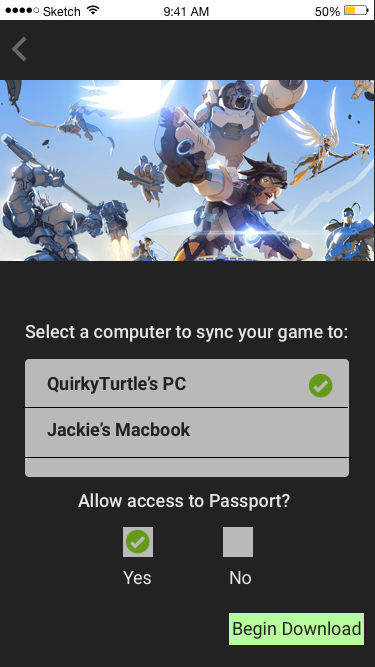 Sketch 9:41 AM 50%
Select a computer to sync your game to:
QuirkyTurtle's PC
Jackie's Macbook
Allow access to Passport?
Yes No
Begin Download